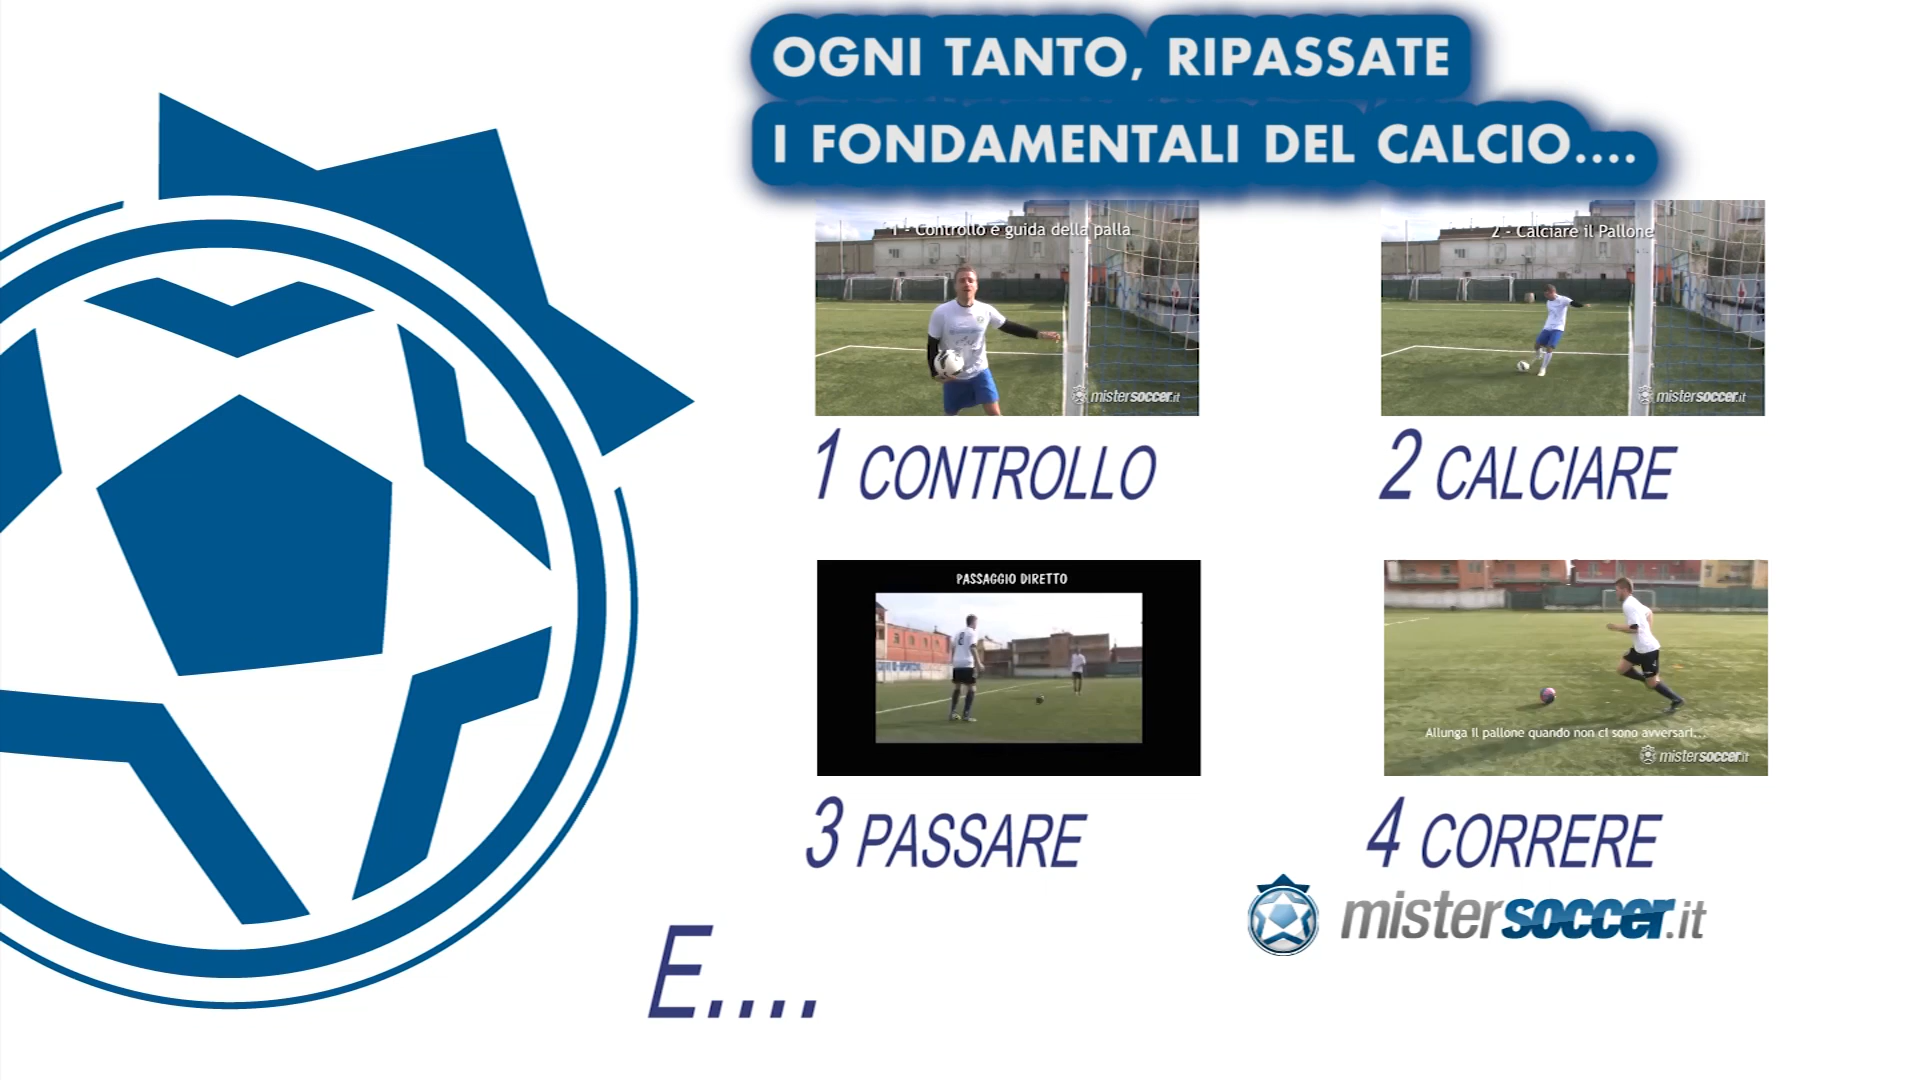 OGNI TANTO, RIPASSATE
I FONDAMENTALI DEL CALCIO....
1 - Controllo e guida della palla
mistersoccer.it
1 CONTROLLO
2 - Calciare il Pallone
mistersoccer.it
2 CALCIARE
PASSAGGIO DIRETTO
8
3 PASSARE
Allunga il pallone quando non ci sono avversari...
mistersoccer.it
4 CORRERE
mistersoccer.it
E....